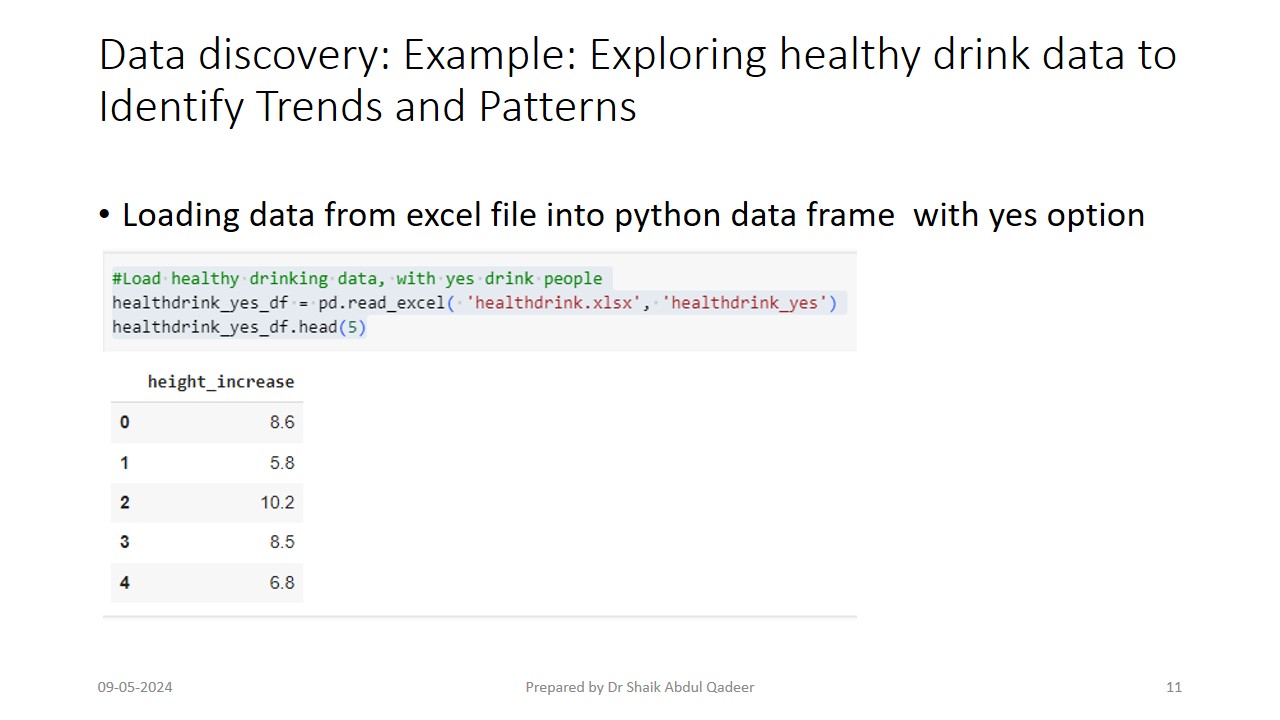 Data discovery: Example: Exploring healthy drink data to
Identify Trends and Patterns
• Loading data from excel file into python data frame  with yes option
#Load healthy drinking data, with yes drink people
healthdrink_yes_df = pd.read_excel( 'healthdrink.xlsx', 'healthdrink_yes')
healthdrink_yes_df.head(5)
height_increase
0 8.6
1 5.8
2 10.2
3 8.5
4 6.8
09-05-2024 Prepared by Dr Shaik Abdul Qadeer 11